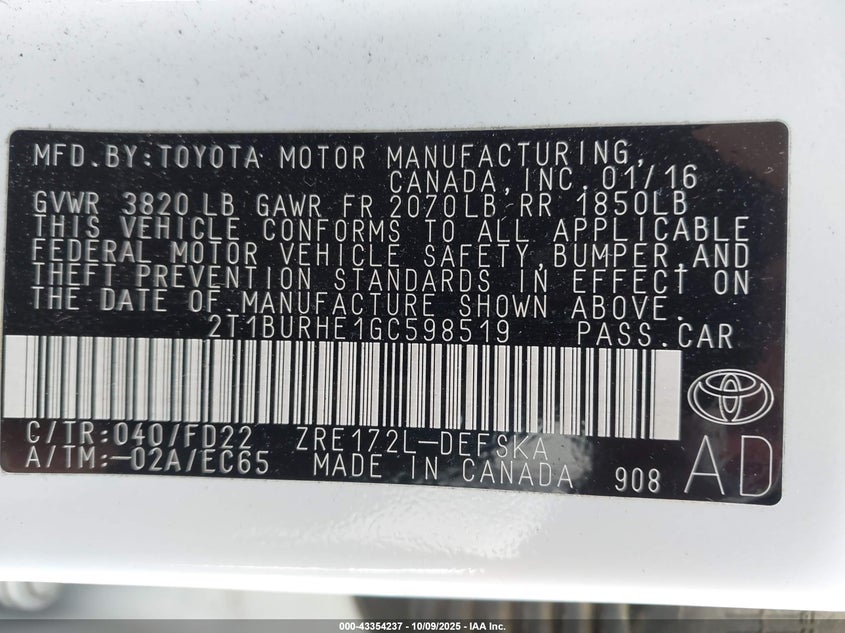 MFD.BY:TOYOTA MOTOR MANUFACTURING,
CANADA,INC.01/16
GVWR 3820LB GAWR FR 2070LB RR 1850LB
THIS VEHICLE CONFORMS TO ALL APPLICABLE
FEDERAL MOTOR VEHICLE SAFETY,BUMPER,AND
THEFT PREVENTION STANDARDS IN EFFECT ON
THE DATE OF MANUFACTURE SHOWN ABOVE.
2T1BURHE1GC598519 PASS.CAR
C/TR:040/FD22 ZRE172L-DEFSKA
A/TM:-02A/EC65 MADE IN CANADA 908 AD
000-43354237 - 10/09/2025 - IAA Inc.